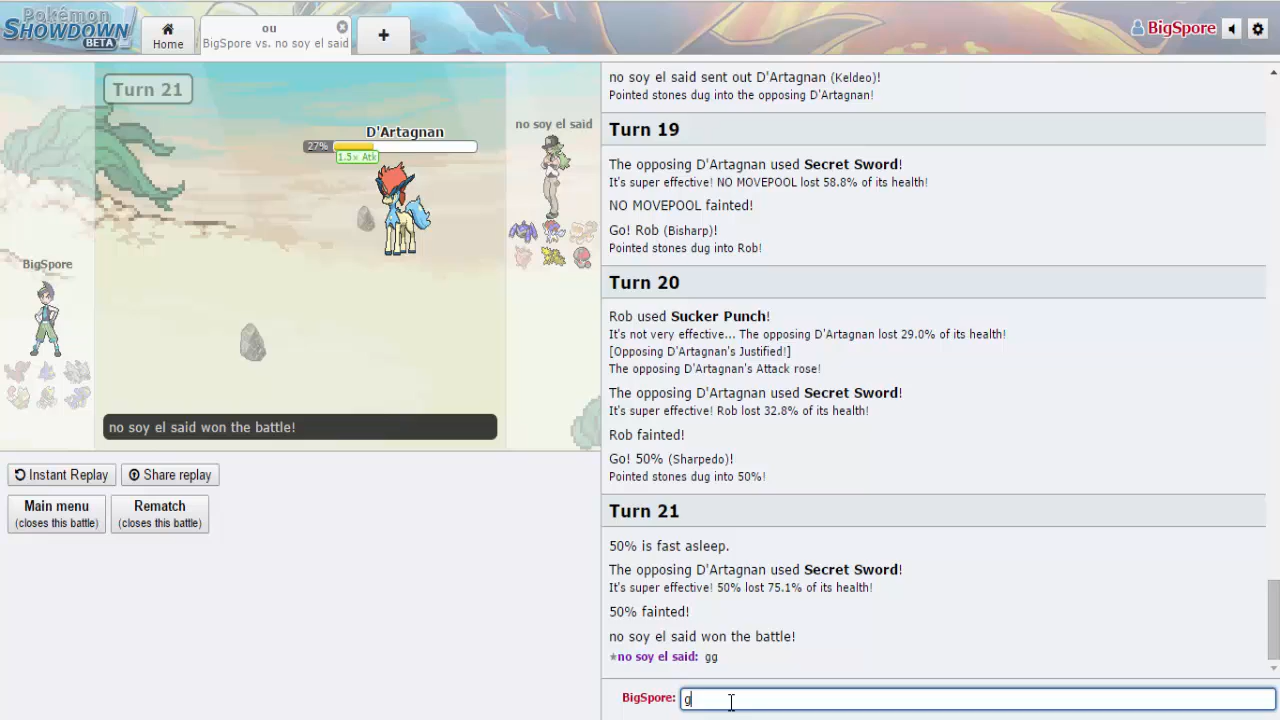 Pokémon
SHOWDOWN
BETA
Home
ou
BigSpore vs. no soy el said
+
BigSpore
Turn 21
D'Artagnan
27%
1.5× Atk
no soy el said
BigSpore
no soy el said won the battle!
Instant Replay
Share replay
Main menu
(closes this battle)
Rematch
(closes this battle)
no soy el said sent out D'Artagnan (Keldeo)!
Pointed stones dug into the opposing D'Artagnan!
Turn 19
The opposing D'Artagnan used Secret Sword!
It's super effective! NO MOVEPOOL lost 58.8% of its health!
NO MOVEPOOL fainted!
Go! Rob (Bisharp)!
Pointed stones dug into Rob!
Turn 20
Rob used Sucker Punch!
It's not very effective... The opposing D'Artagnan lost 29.0% of its health!
[Opposing D'Artagnan's Justified!]
The opposing D'Artagnan's Attack rose!
The opposing D'Artagnan used Secret Sword!
It's super effective! Rob lost 32.8% of its health!
Rob fainted!
Go! 50% (Sharpedo)!
Pointed stones dug into 50%!
Turn 21
50% is fast asleep.
The opposing D'Artagnan used Secret Sword!
It's super effective! 50% lost 75.1% of its health!
50% fainted!
no soy el said won the battle!
★no soy el said: gg
BigSpore: g